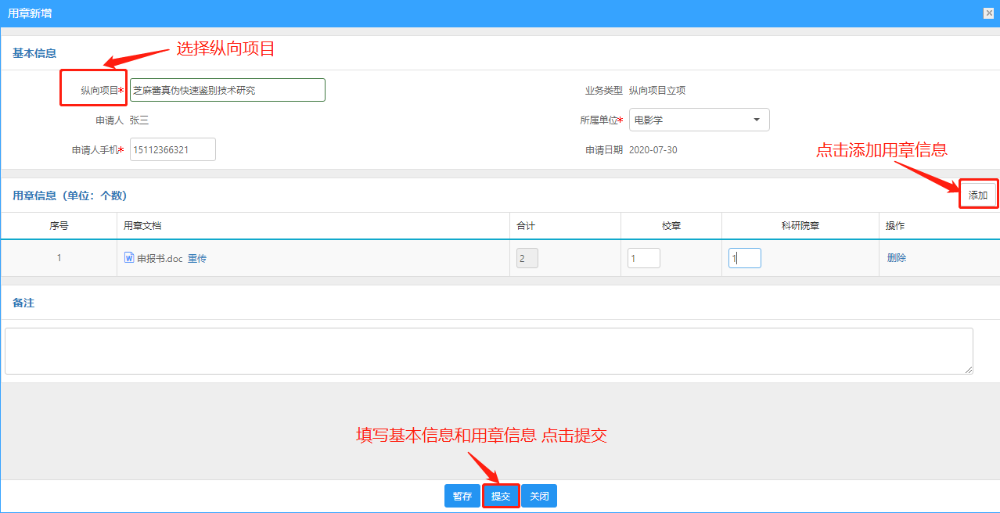 用章新增
选择纵向项目
基本信息
纵向项目* 芝麻酱真伪快速鉴别技术研究 业务类型 纵向项目立项
申请人 张三 所属单位* 电影学
申请人手机* 15112366321 申请日期 2020-07-30
点击添加用章信息
用章信息（单位：个数） 添加
序号 用章文档 合计 校章 科研院章 操作
1 申报书.doc 重传 2 1 1 删除
备注
填写基本信息和用章信息 点击提交
暂存 提交 关闭